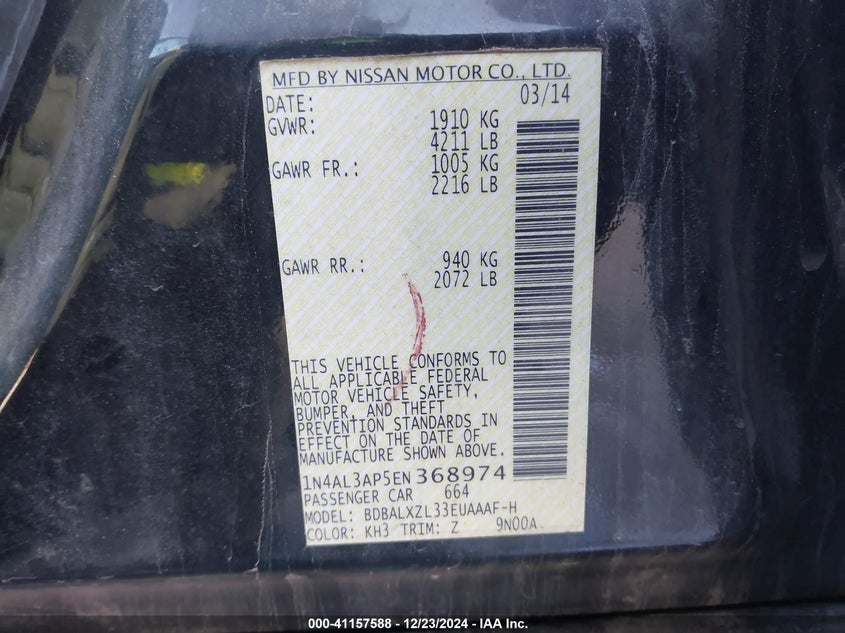 MFD BY NISSAN MOTOR CO., LTD.
DATE: 03/14
GVWR: 1910 KG
4211 LB
GAWR FR.: 1005 KG
2216 LB
GAWR RR.: 940 KG
2072 LB
THIS VEHICLE CONFORMS TO
ALL APPLICABLE FEDERAL
MOTOR VEHICLE SAFETY,
BUMPER, AND THEFT
PREVENTION STANDARDS IN
EFFECT ON THE DATE OF
MANUFACTURE SHOWN ABOVE.
1N4AL3AP5EN368974
PASSENGER CAR 664
MODEL: BDBALXZL33EUAAAF-H
COLOR: KH3 TRIM: Z 9N00A
000-41157588 - 12/23/2024 - IAA Inc.